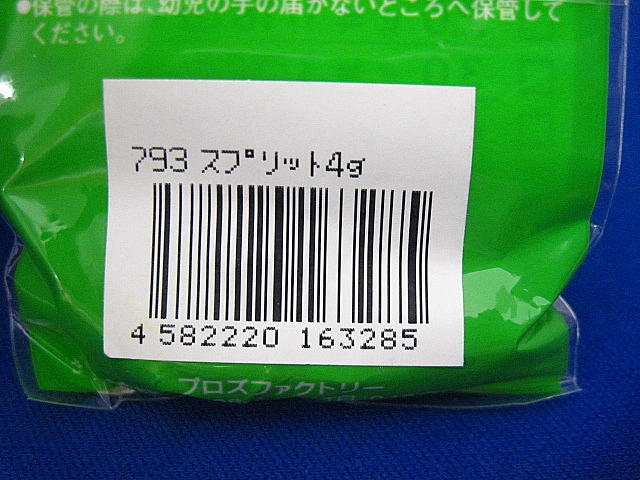 ●保管の際は、幼児の手の届かないところへ保管して
ください。
793 スプリット4g
4 582220 163285
プロズファクトリー